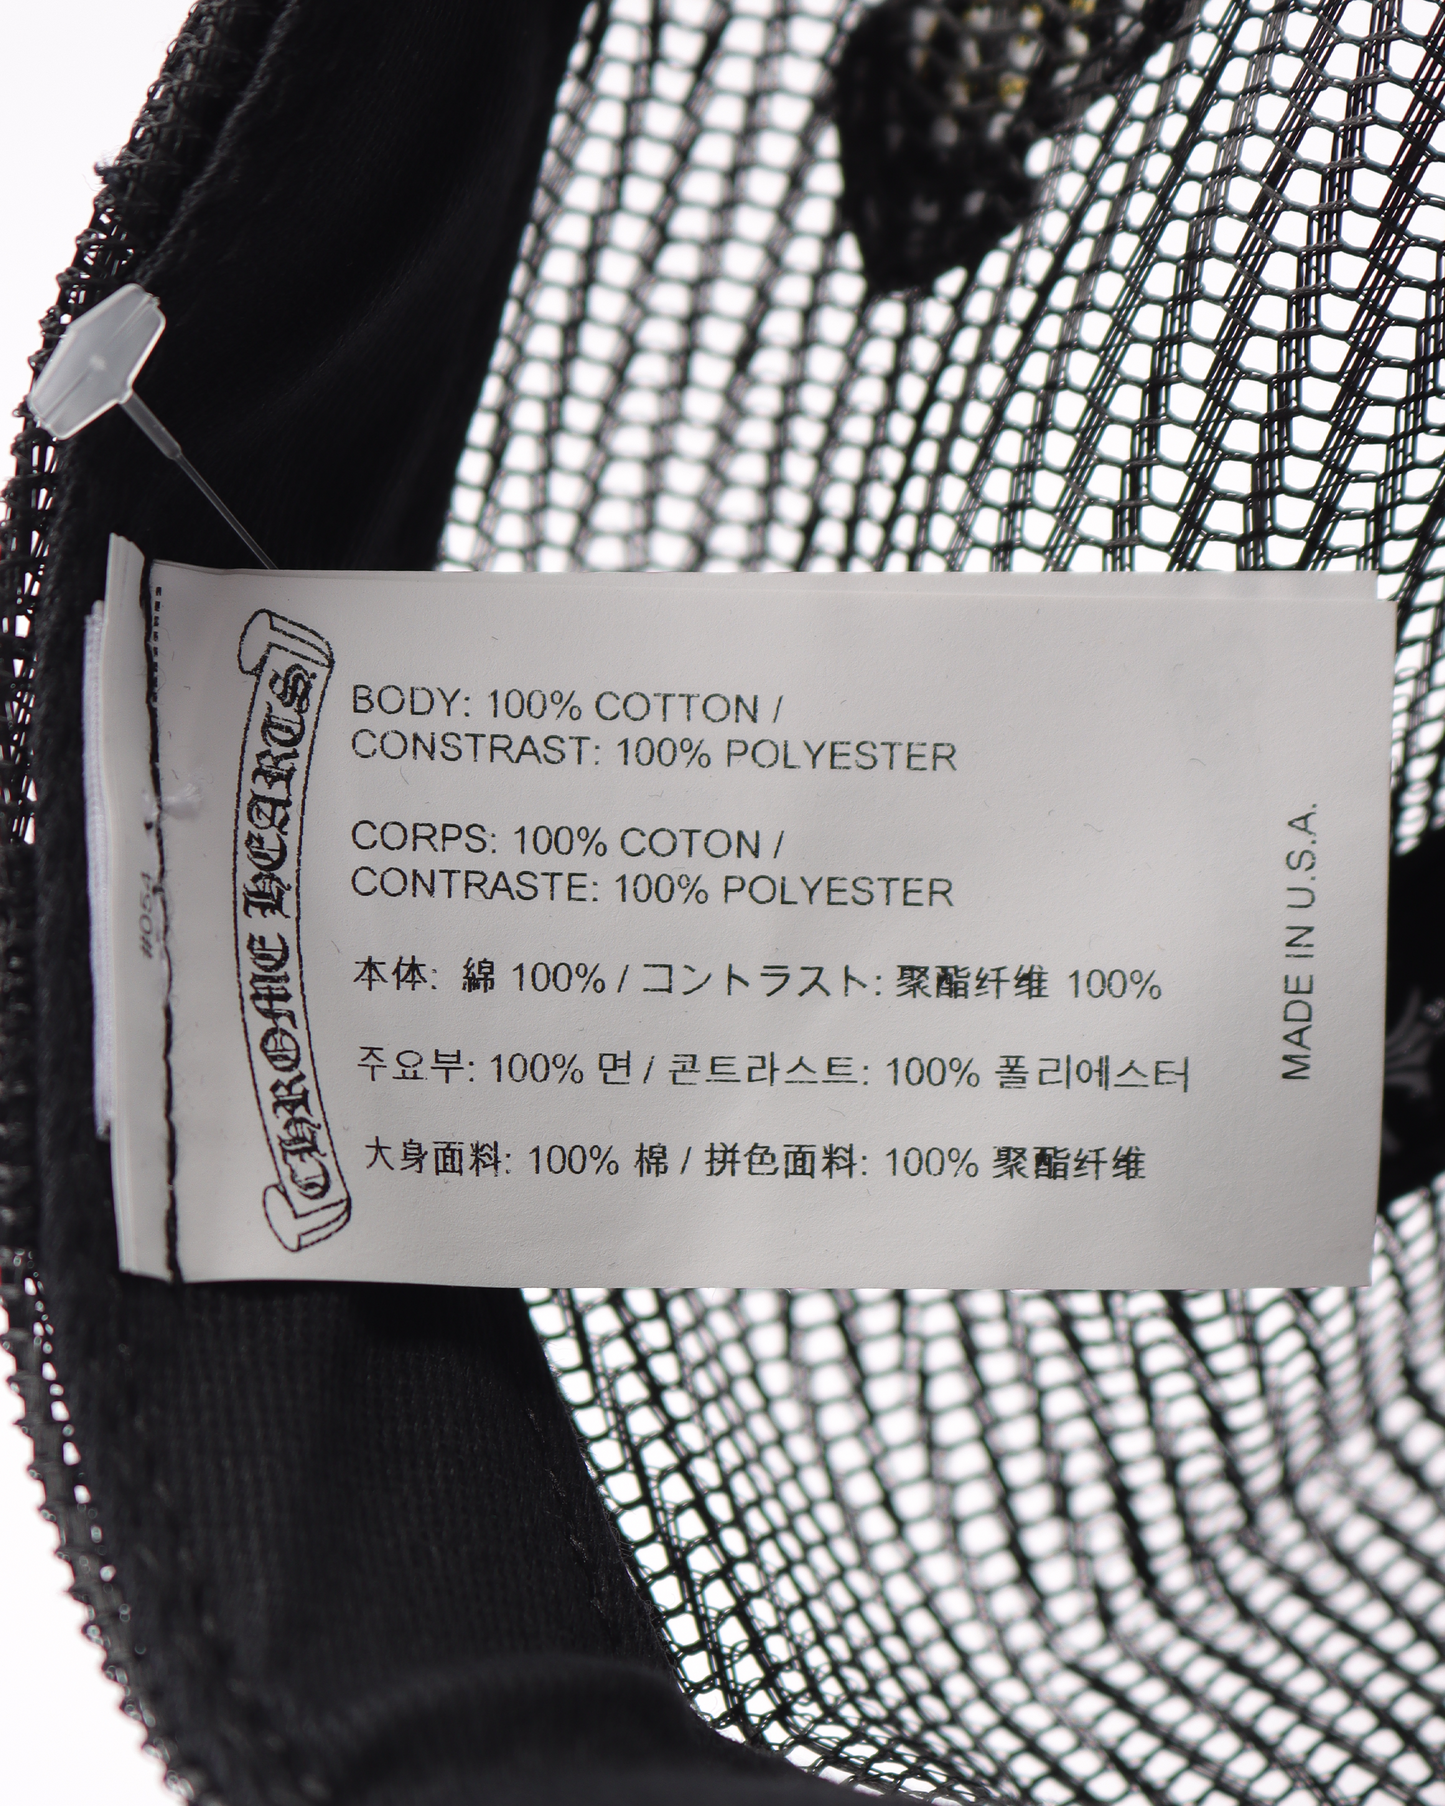 CHROME HEARTS
BODY: 100% COTTON /
CONSTRAST: 100% POLYESTER
CORPS: 100% COTON /
CONTRASTE: 100% POLYESTER
本体: 綿 100% / コントラスト: 聚酯纤维 100%
주요부: 100% 면 / 콘트라스트: 100% 폴리에스터
大身面料: 100% 棉 / 拼色面料: 100% 聚酯纤维
MADE IN U.S.A.
#054